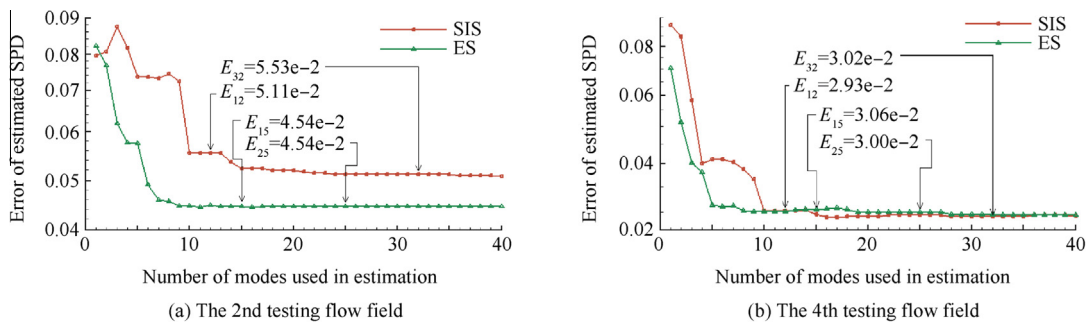 0.09
0.08
0.07
0.06
0.05
0.04
Error of estimated SPD
SIS
ES
E32=5.53e-2
E12=5.11e-2
E15=4.54e-2
E25=4.54e-2
0 10 20 30 40
Number of modes used in estimation
(a) The 2nd testing flow field
0.08
0.06
0.04
0.02
Error of estimated SPD
SIS
ES
E32=3.02e-2
E12=2.93e-2
E15=3.06e-2
E25=3.00e-2
0 10 20 30 40
Number of modes used in estimation
(b) The 4th testing flow field